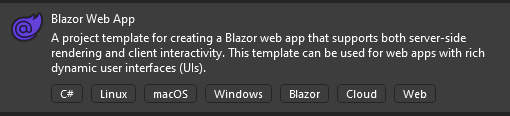 Blazor Web App
A project template for creating a Blazor web app that supports both server-side
rendering and client interactivity. This template can be used for web apps with rich
dynamic user interfaces (UIs).
C# Linux macOS Windows Blazor Cloud Web